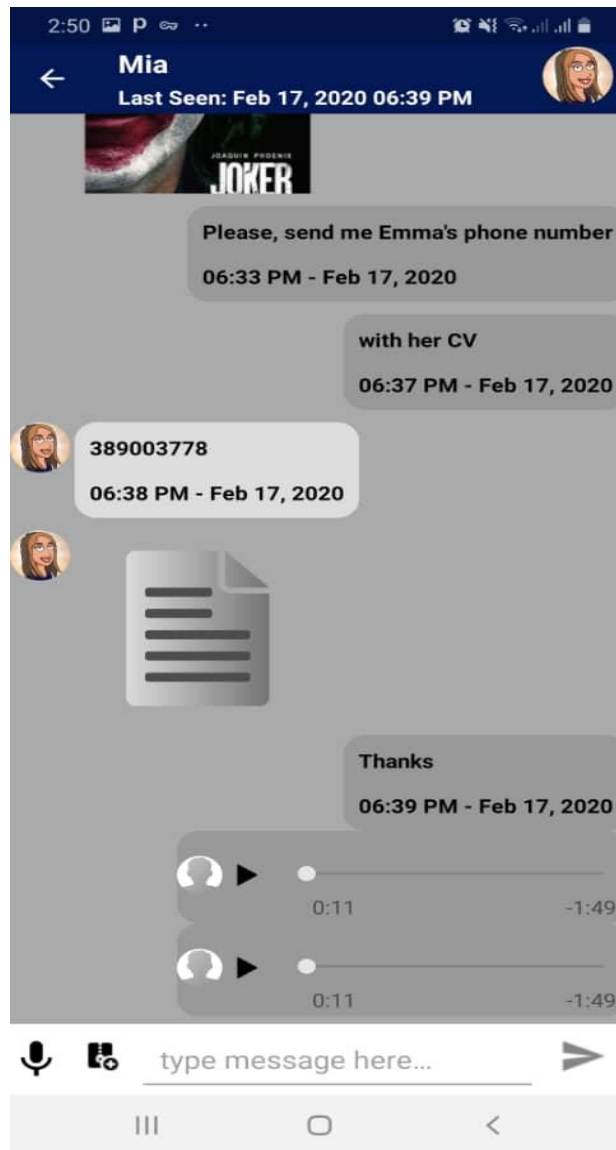 2:50
Mia
Last Seen: Feb 17, 2020 06:39 PM
JOAQUIN PHOENIX
JOKER
Please, send me Emma's phone number
06:33 PM - Feb 17, 2020
with her CV
06:37 PM - Feb 17, 2020
389003778
06:38 PM - Feb 17, 2020
Thanks
06:39 PM - Feb 17, 2020
0:11 -1:49
0:11 -1:49
type message here...